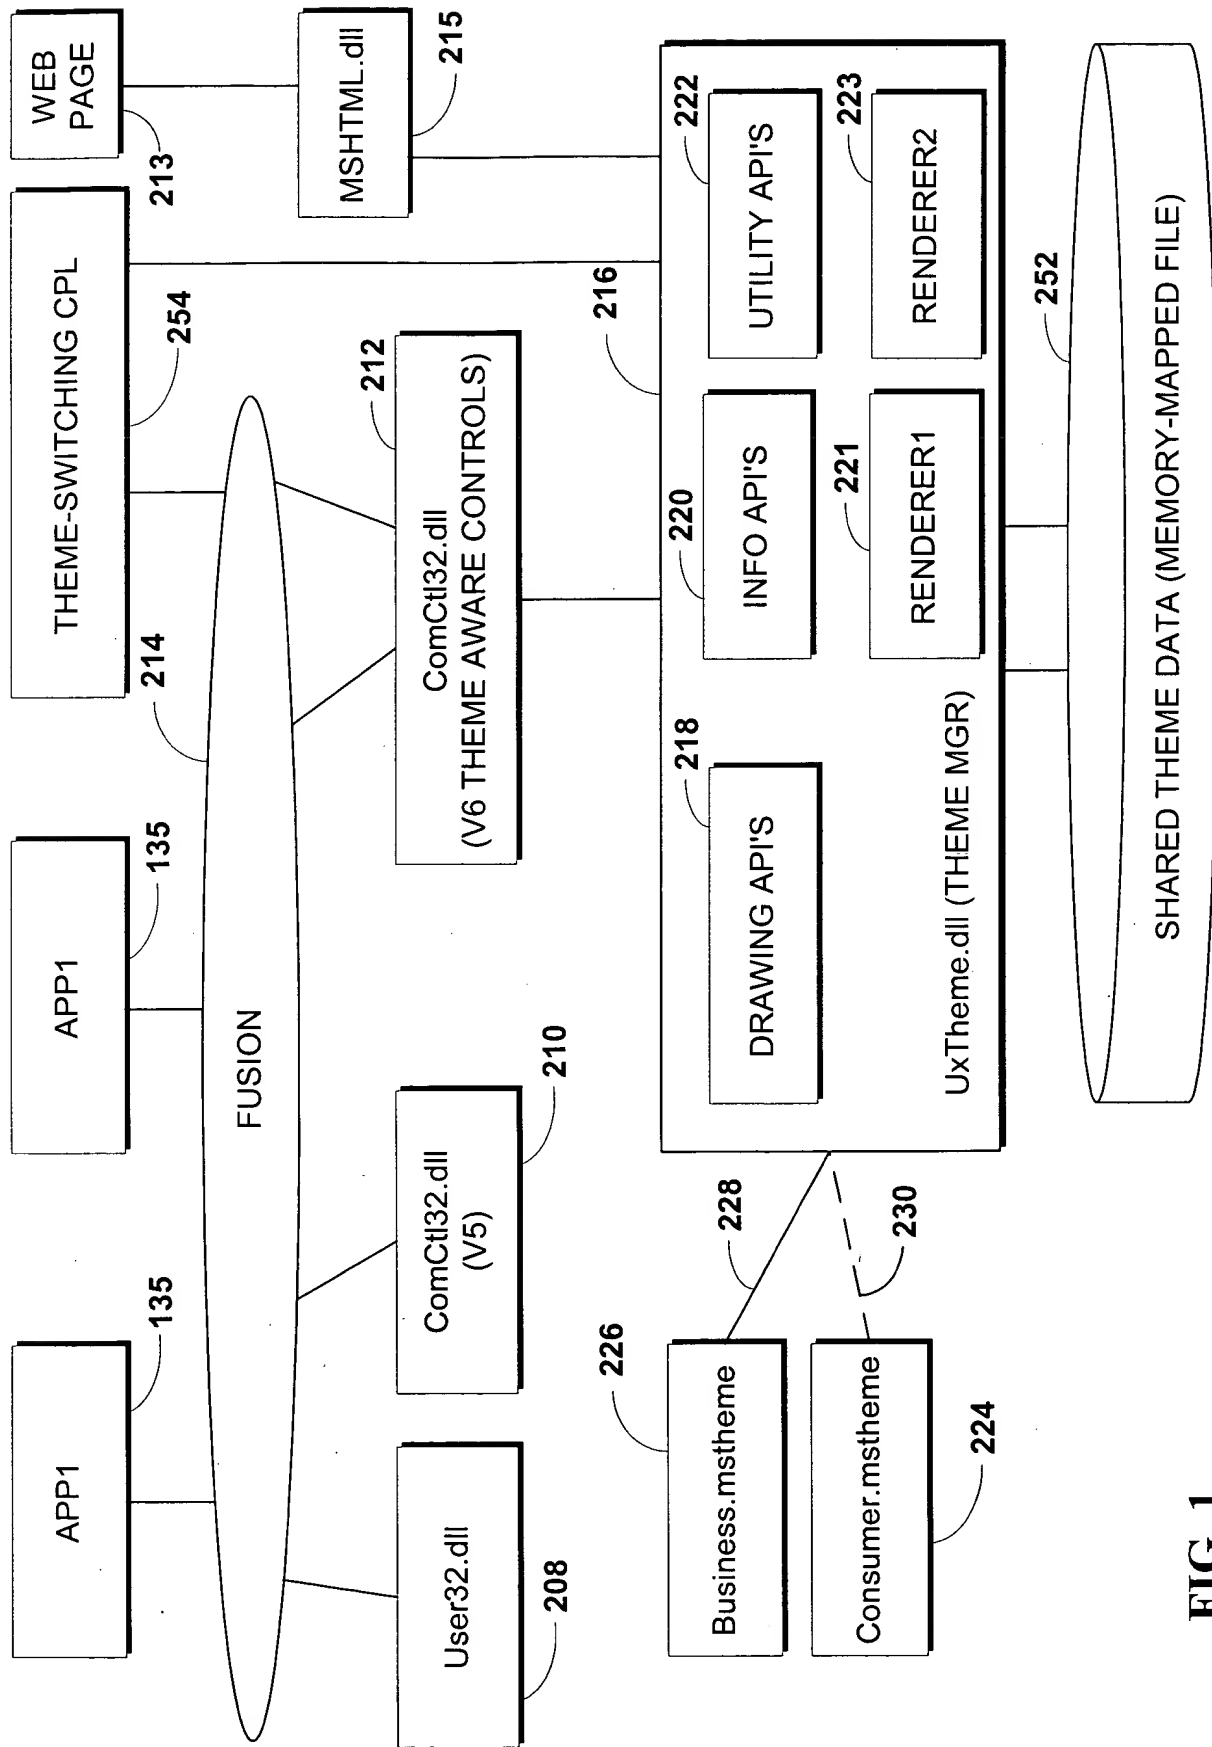 APP1
135
APP1
135
THEME-SWITCHING CPL
254
WEB
PAGE
213
FUSION
214
MSHTML.dll
215
User32.dll
208
ComCtl32.dll
(V5)
210
ComCtl32.dll
(V6 THEME AWARE CONTROLS)
212
216
Business.mstheme
226
228
Consumer.mstheme
224
230
DRAWING API'S
218
INFO API'S
220
UTILITY API'S
222
RENDERER1
221
RENDERER2
223
UxTheme.dll (THEME MGR)
252
SHARED THEME DATA (MEMORY-MAPPED FILE)
FIG. 1